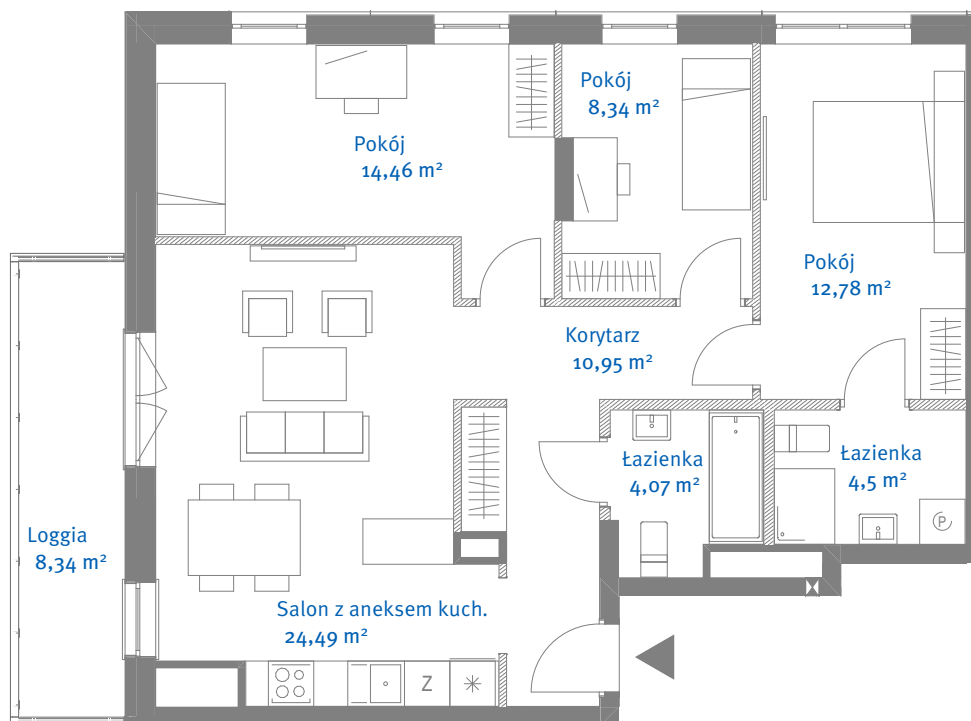 Pokój
14,46 m²
Pokój
8,34 m²
Pokój
12,78 m²
Korytarz
10,95 m²
Łazienka
4,07 m²
Łazienka
4,5 m²
P
Loggia
8,34 m²
Salon z aneksem kuch.
24,49 m²
Z